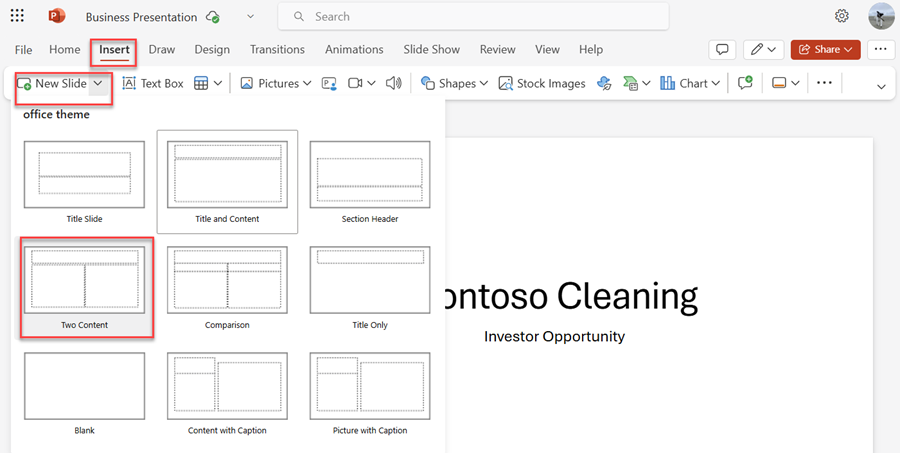 Business Presentation
Search
File Home Insert Draw Design Transitions Animations Slide Show Review View Help Share
New Slide Text Box Pictures Shapes Stock Images Chart
office theme
Title Slide Title and Content Section Header
Two Content Comparison Title Only
Blank Content with Caption Picture with Caption
ontoso Cleaning
Investor Opportunity